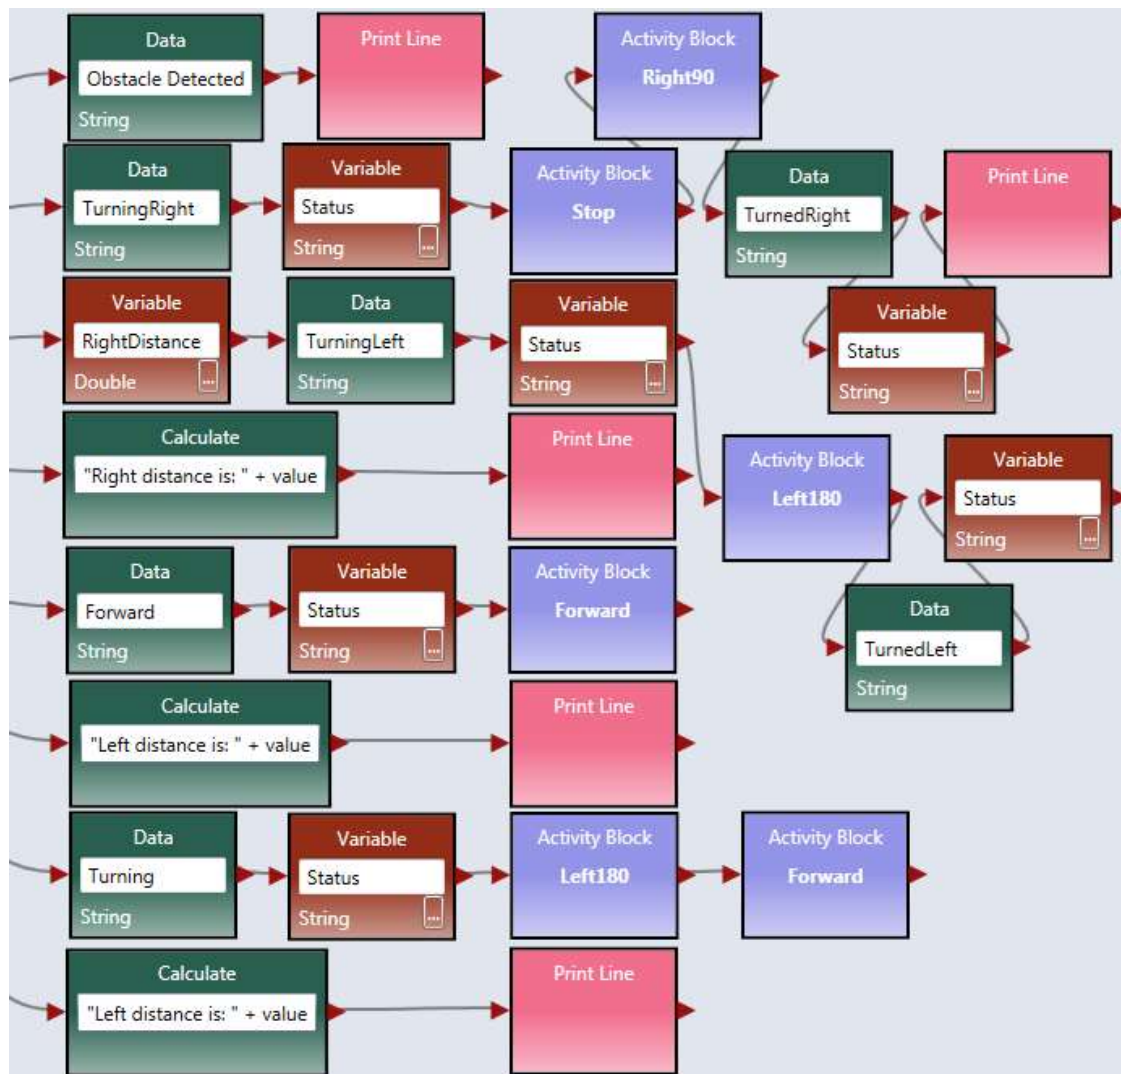 Data
Obstacle Detected
String
Print Line
Activity Block
Right90
Data
TurningRight
String
Variable
Status
String
...
Activity Block
Stop
Data
TurnedRight
String
Print Line
Variable
Status
String
...
Variable
RightDistance
Double
...
Data
TurningLeft
String
Variable
Status
String
...
Calculate
"Right distance is: " + value
Print Line
Activity Block
Left180
Variable
Status
String
...
Data
TurnedLeft
String
Data
Forward
String
Variable
Status
String
...
Activity Block
Forward
Calculate
"Left distance is: " + value
Print Line
Data
Turning
String
Variable
Status
String
...
Activity Block
Left180
Activity Block
Forward
Calculate
"Left distance is: " + value
Print Line